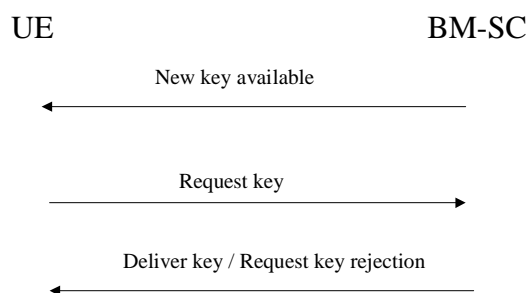 UE BM-SC
New key available
Request key
Deliver key / Request key rejection